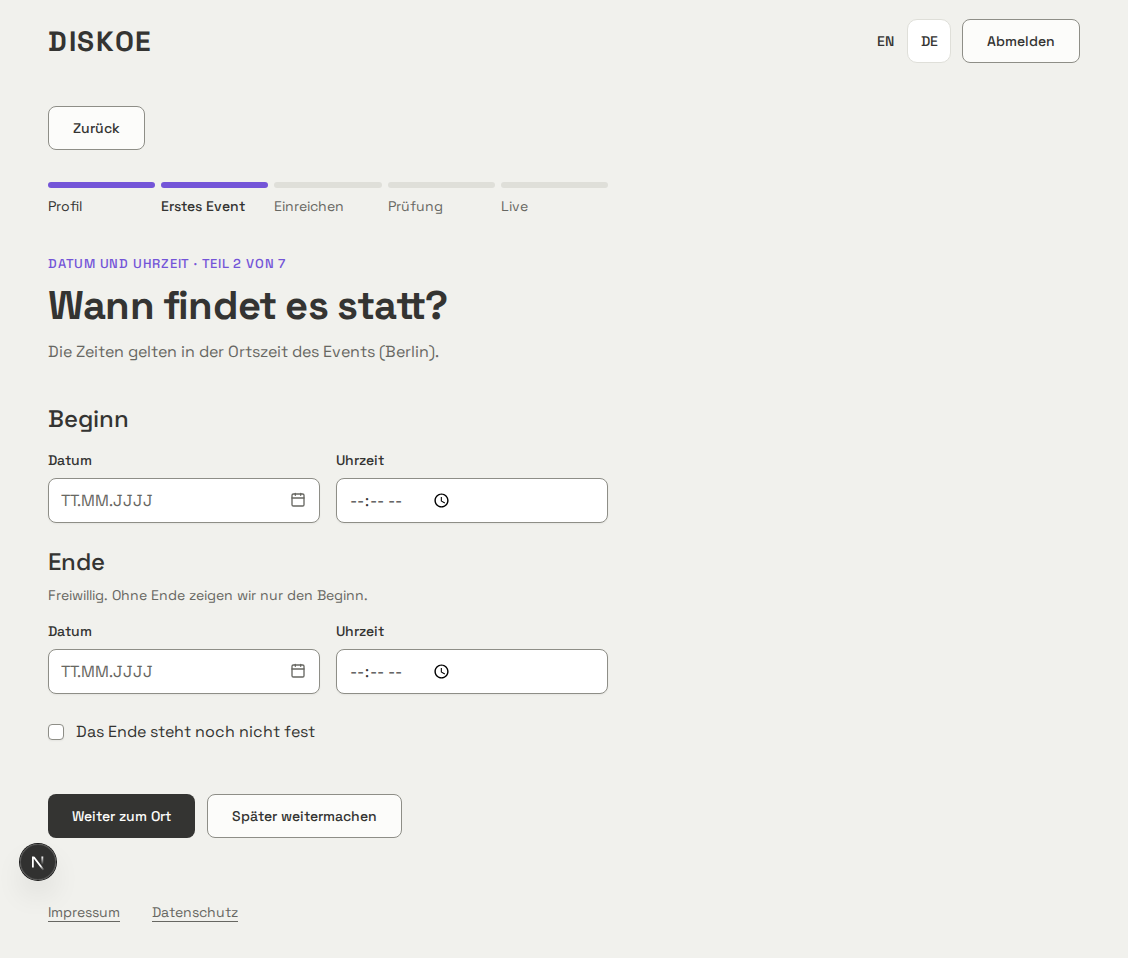 DISKOE
EN DE Abmelden
Zurück
Profil Erstes Event Einreichen Prüfung Live
DATUM UND UHRZEIT · TEIL 2 VON 7
Wann findet es statt?
Die Zeiten gelten in der Ortszeit des Events (Berlin).
Beginn
Datum Uhrzeit
TT.MM.JJJJ --:-- --
Ende
Freiwillig. Ohne Ende zeigen wir nur den Beginn.
Datum Uhrzeit
TT.MM.JJJJ --:-- --
Das Ende steht noch nicht fest
Weiter zum Ort Später weitermachen
N
Impressum Datenschutz